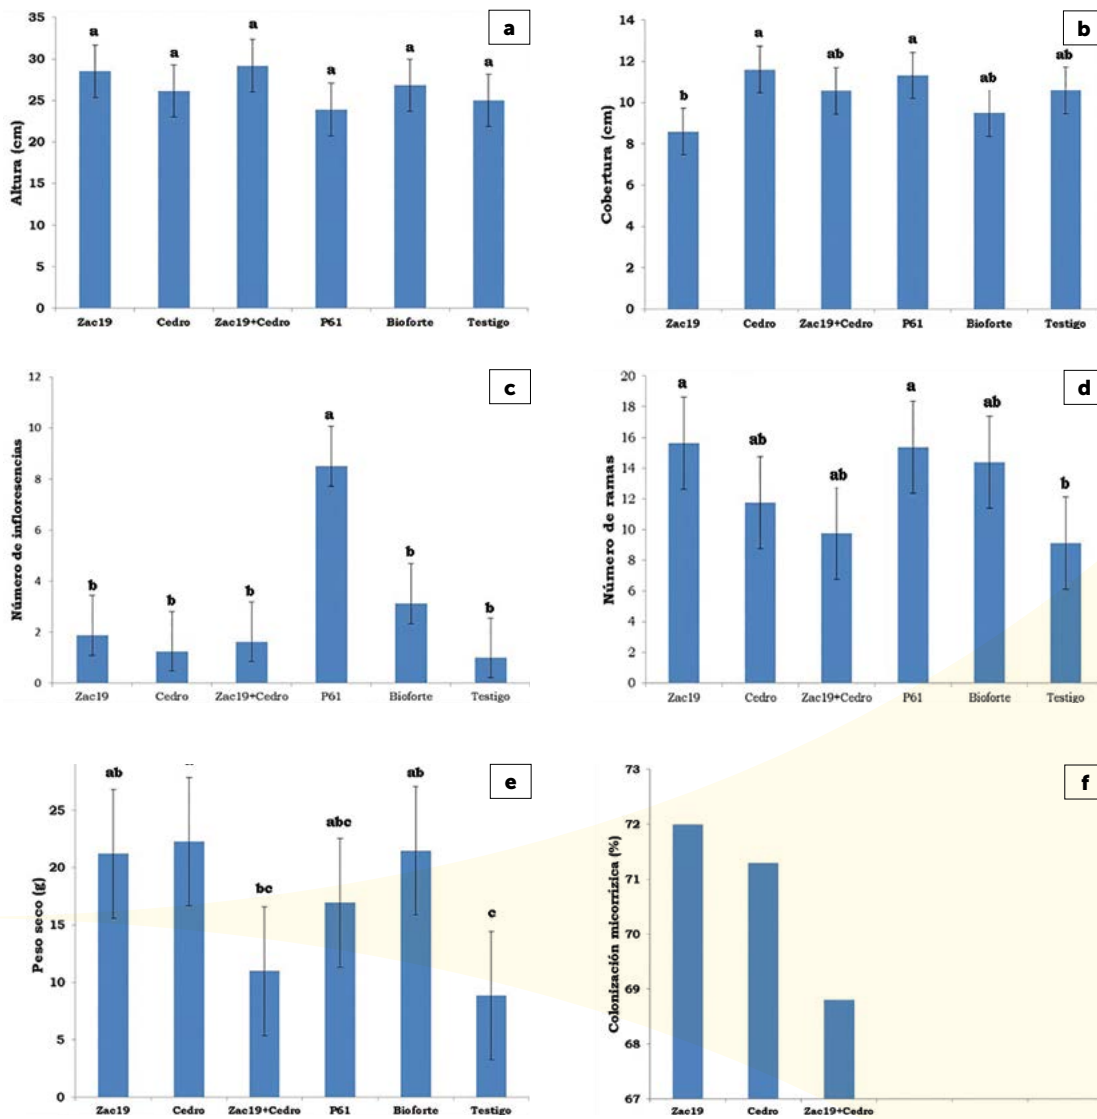 a
35
30
25
20
15
10
5
0
Altura (cm)
a a a a a a
Zac19 Cedro Zac19+Cedro P61 Bioforte Testigo
b
14
12
10
8
6
4
2
0
Cobertura (cm)
b a ab a ab ab
Zac19 Cedro Zac19+Cedro P61 Bioforte Testigo
c
12
10
8
6
4
2
0
Número de infloresencias
b b b a b b
Zac19 Cedro Zac19+Cedro P61 Bioforte Testigo
d
20
18
16
14
12
10
8
6
4
2
0
Número de ramas
a ab ab a ab b
Zac19 Cedro Zac19+Cedro P61 Bioforte Testigo
e
25
20
15
10
5
0
Peso seco (g)
ab bc abc ab c
Zac19 Cedro Zac19+Cedro P61 Bioforte Testigo
f
73
72
71
70
69
68
67
Colonización micorrizica (%)
Zac19 Cedro Zac19+Cedro